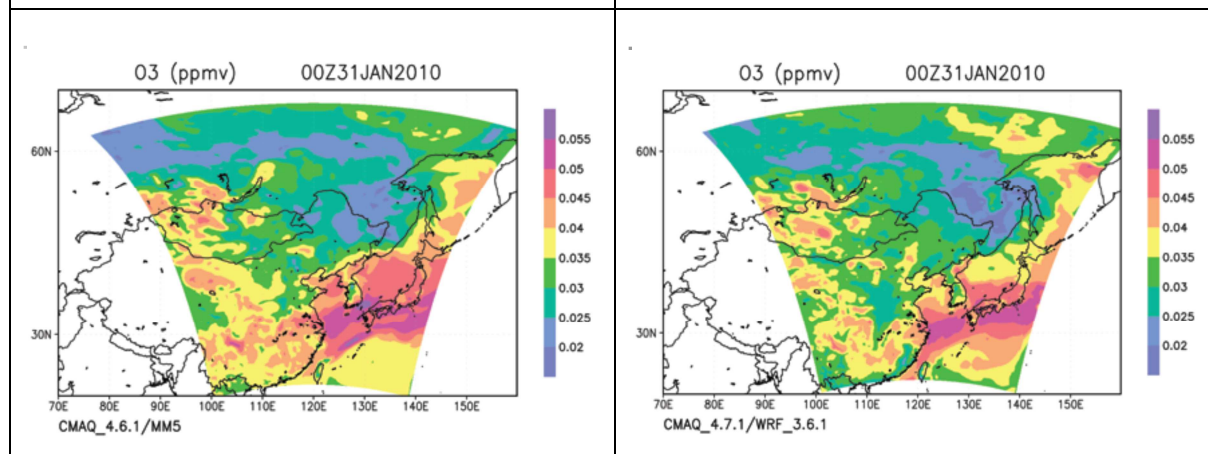 O3 (ppmv) 00Z31JAN2010
60N
30N
70E 80E 90E 100E 110E 120E 130E 140E 150E
0.055
0.05
0.045
0.04
0.035
0.03
0.025
0.02
CMAQ_4.6.1/MM5
O3 (ppmv) 00Z31JAN2010
60N
30N
70E 80E 90E 100E 110E 120E 130E 140E 150E
0.055
0.05
0.045
0.04
0.035
0.03
0.025
0.02
CMAQ_4.7.1/WRF_3.6.1